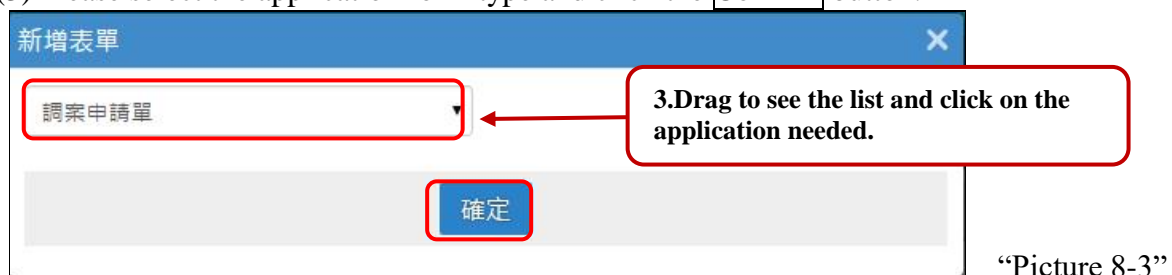 新增表單
調案申請單
3.Drag to see the list and click on the
application needed.
確定
“Picture 8-3”